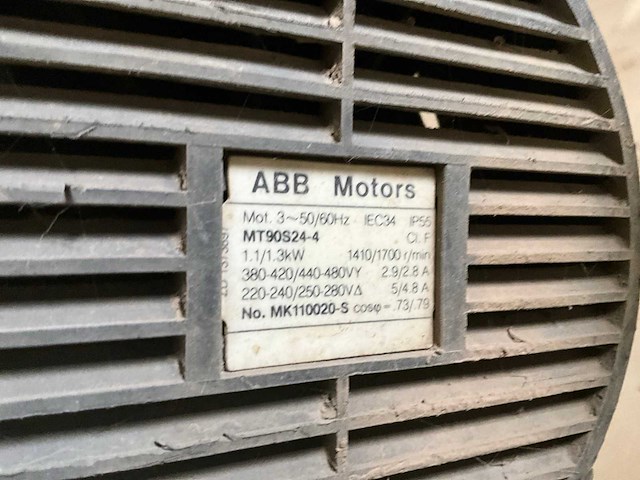 ABB Motors
Mot. 3~50/60Hz IEC34 IP55
MT90S24-4 Cl. F
1.1/1.3kW 1410/1700 r/min
380-420/440-480VY 2.9/2.8 A
220-240/250-280VΔ 5/4.8 A
No. MK110020-S cosφ= .73/.79